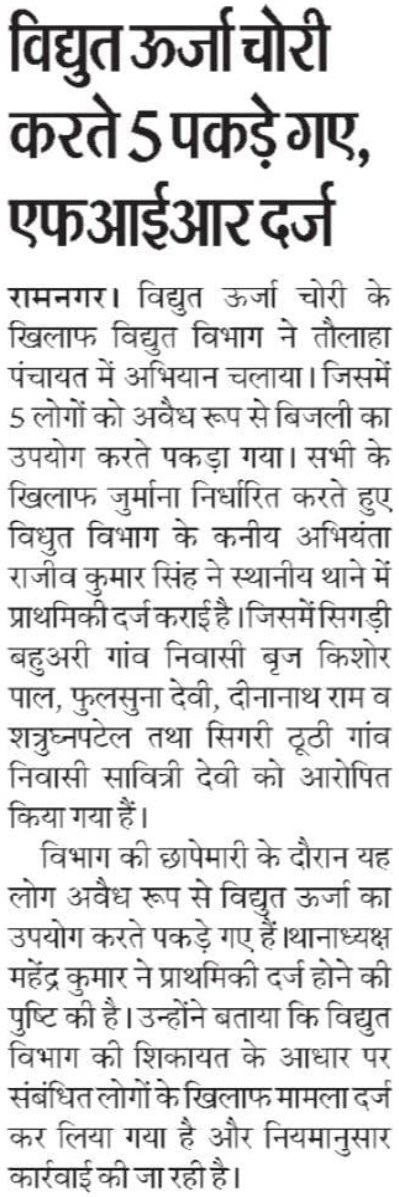 विद्युत ऊर्जा चोरी
करते 5 पकड़े गए,
एफआईआर दर्ज
रामनगर। विद्युत ऊर्जा चोरी के
खिलाफ विद्युत विभाग ने तौलाहा
पंचायत में अभियान चलाया। जिसमें
5 लोगों को अवैध रूप से बिजली का
उपयोग करते पकड़ा गया। सभी के
खिलाफ जुर्माना निर्धारित करते हुए
विधुत विभाग के कनीय अभियंता
राजीव कुमार सिंह ने स्थानीय थाने में
प्राथमिकी दर्ज कराई है।जिसमें सिगड़ी
बहुअरी गांव निवासी बृज किशोर
पाल, फुलसुना देवी, दीनानाथ राम व
शत्रुघ्नपटेल तथा सिगरी ठूठी गांव
निवासी सावित्री देवी को आरोपित
किया गया हैं।
विभाग की छापेमारी के दौरान यह
लोग अवैध रूप से विद्युत ऊर्जा का
उपयोग करते पकड़े गए हैं।थानाध्यक्ष
महेंद्र कुमार ने प्राथमिकी दर्ज होने की
पुष्टि की है। उन्होंने बताया कि विद्युत
विभाग की शिकायत के आधार पर
संबंधित लोगों के खिलाफ मामला दर्ज
कर लिया गया है और नियमानुसार
कार्रवाई की जा रही है।